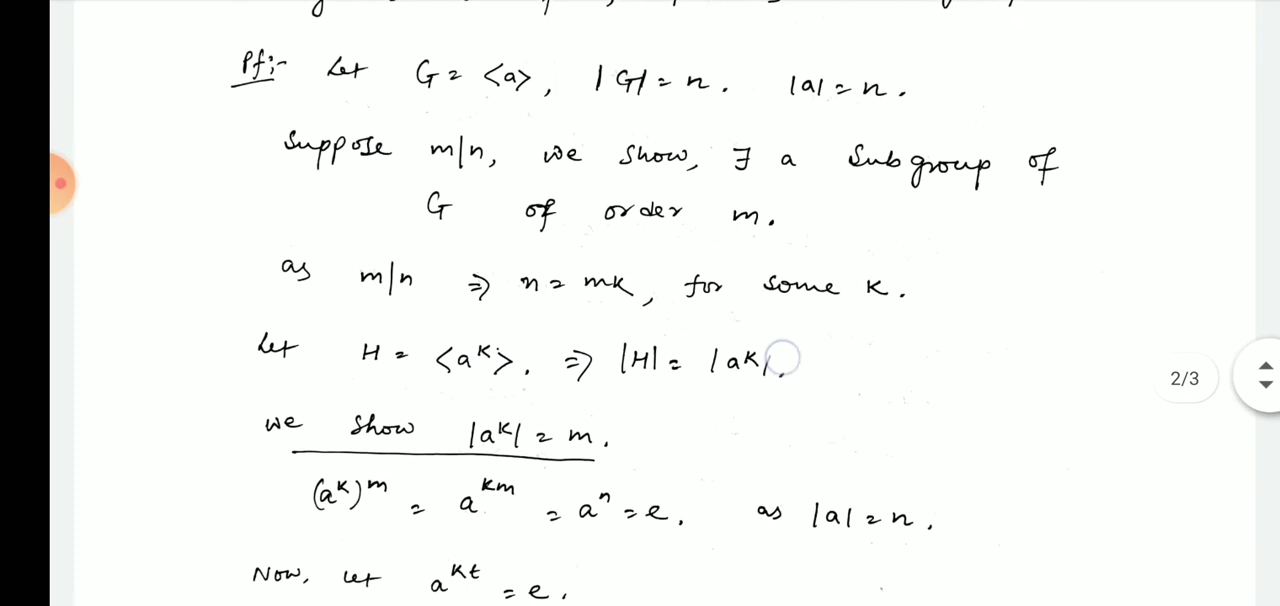 Pf:- Let G = <a>, |G| = n. |a| = n.
Suppose m|n, we show, ∃ a Subgroup of
G of order m.
as m|n ⇒ n = mk, for some k.
Let H = <a^k>. ⇒ |H| = |a^k|.
2/3
we show |a^k| = m.
(a^k)^m = a^km = a^n = e. as |a| = n.
Now, let a^kt = e.